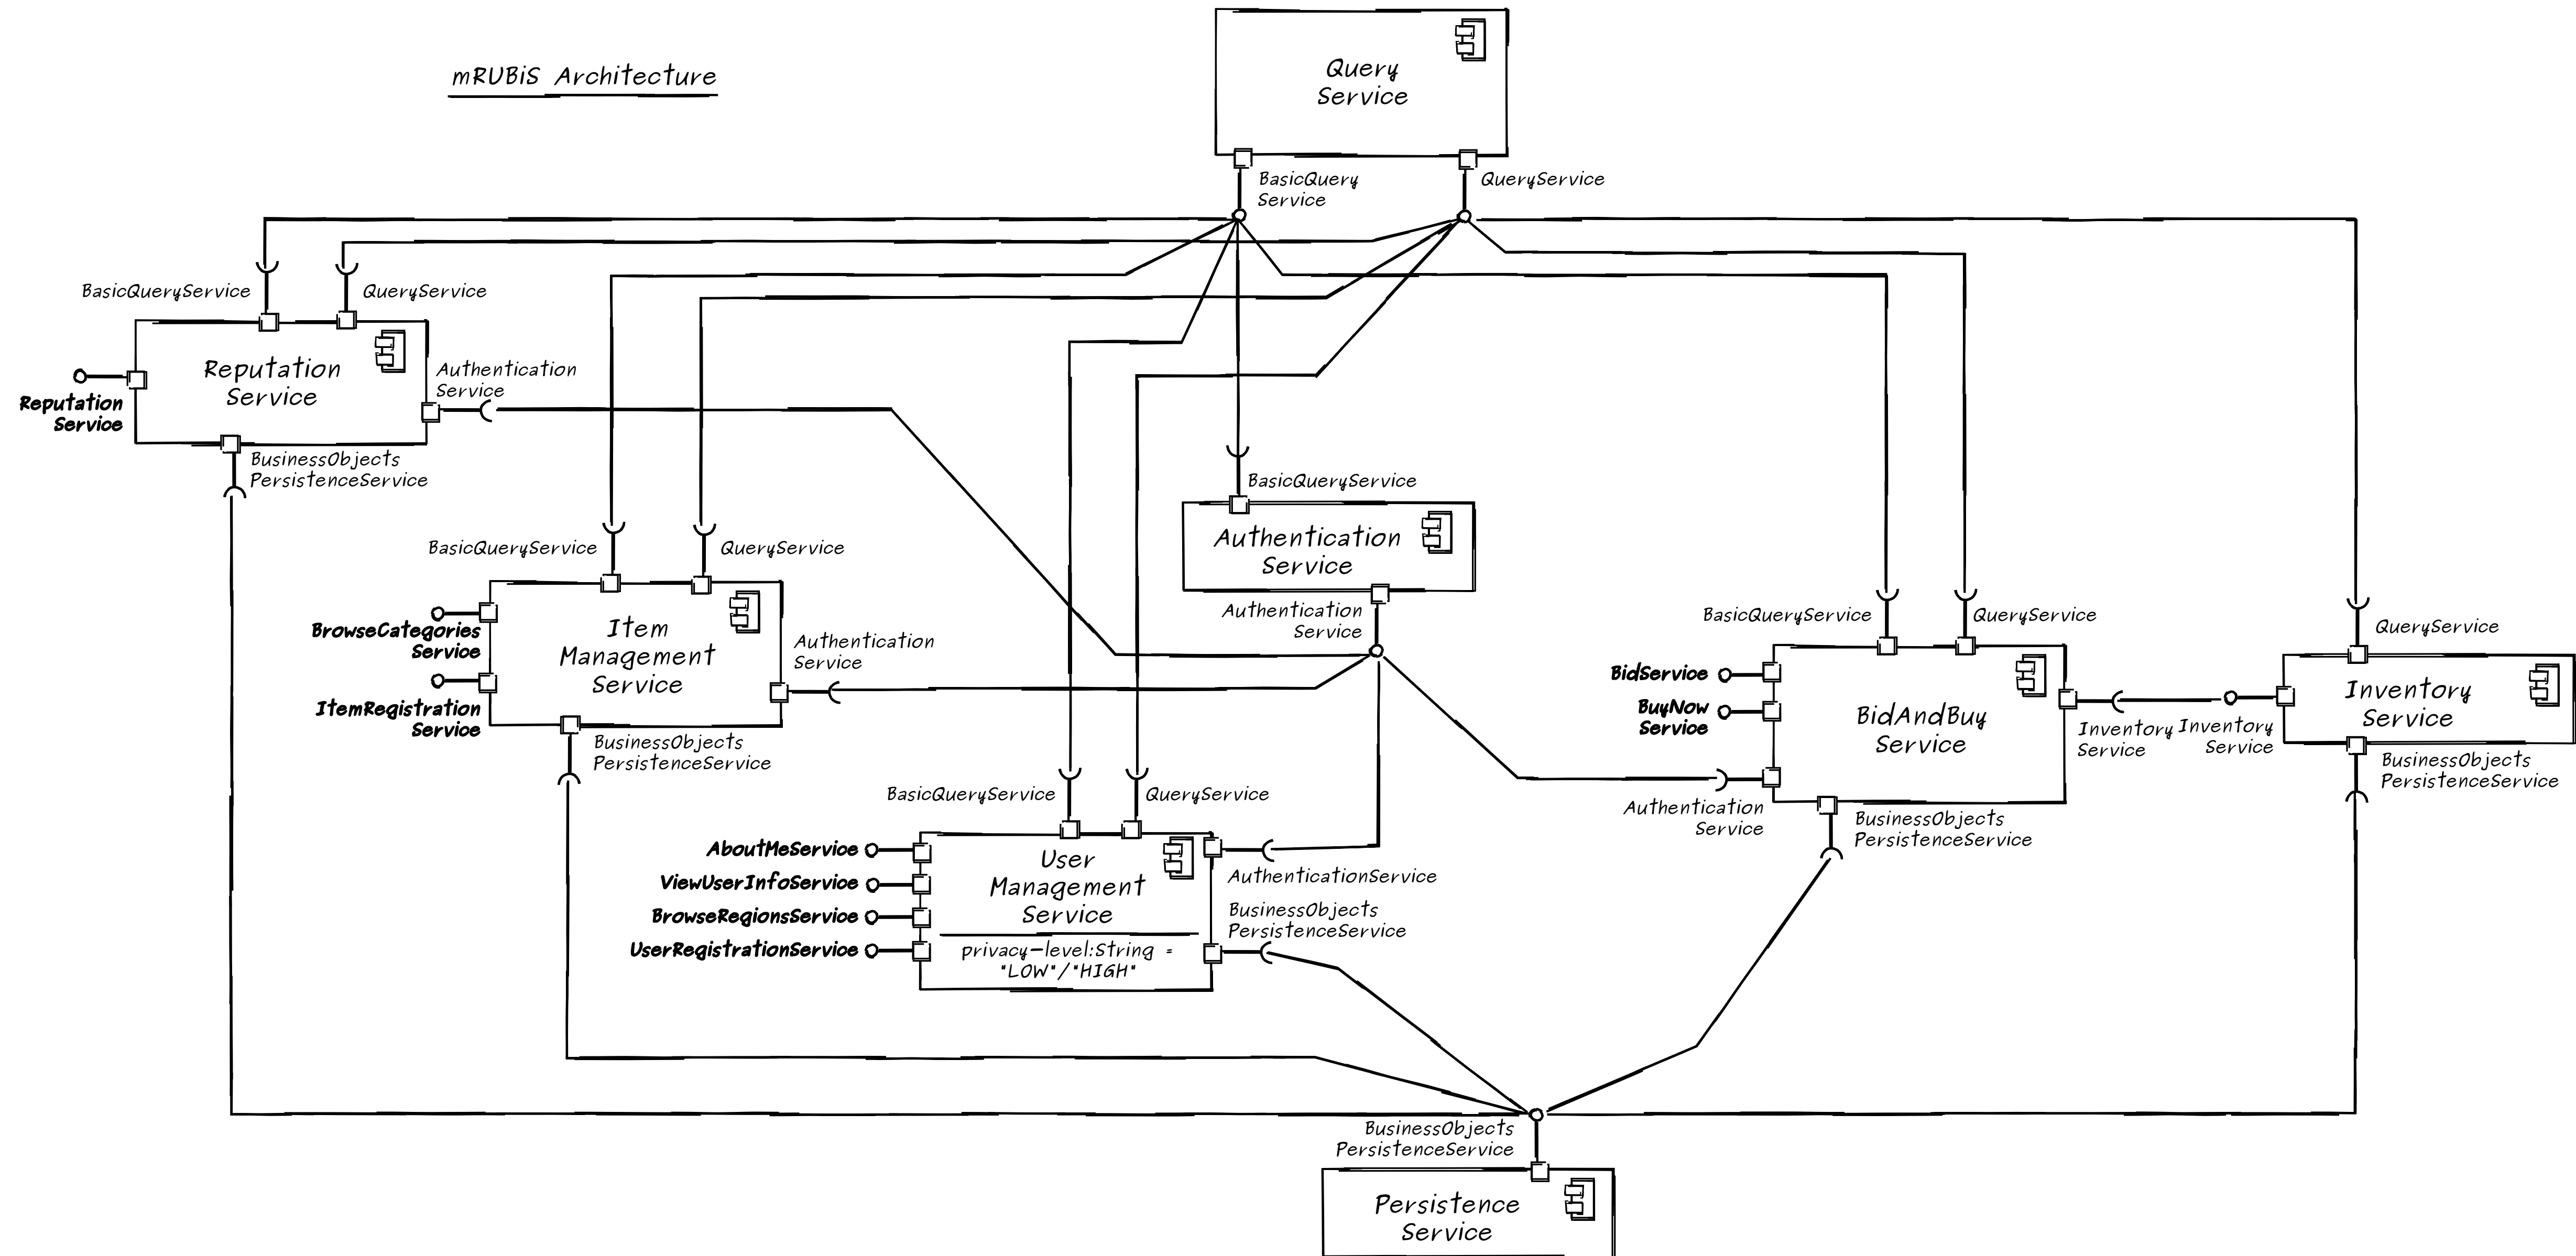 mRUBiS Architecture
Query
Service
BasicQuery
Service
QueryService
BasicQueryService
QueryService
Reputation
Service
Reputation
Service
Authentication
Service
BusinessObjects
PersistenceService
BasicQueryService
Authentication
Service
Authentication
Service
BasicQueryService
QueryService
Item
Management
Service
BrowseCategories
Service
ItemRegistration
Service
Authentication
Service
BusinessObjects
PersistenceService
BasicQueryService
QueryService
BidService
BuyNow
Service
BidAndBuy
Service
Authentication
Service
BusinessObjects
PersistenceService
Inventory
Service
Inventory
Service
QueryService
Inventory
Service
BusinessObjects
PersistenceService
BasicQueryService
QueryService
User
Management
Service
privacy-level:String =
"LOW"/"HIGH"
AboutMeService
ViewUserInfoService
BrowseRegionsService
UserRegistrationService
AuthenticationService
BusinessObjects
PersistenceService
BusinessObjects
PersistenceService
Persistence
Service